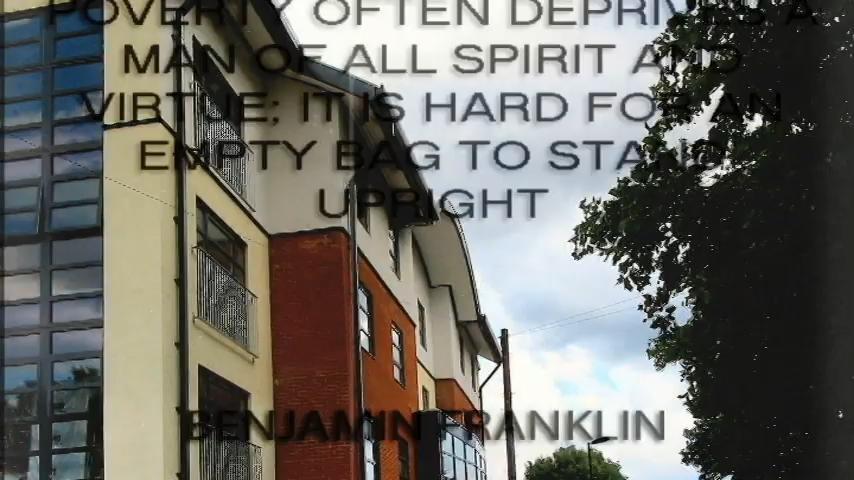 POVERTY OFTEN DEPRIVES A
MAN OF ALL SPIRIT AND
VIRTUE; IT IS HARD FOR AN
EMPTY BAG TO STAND
UPRIGHT
BENJAMIN FRANKLIN